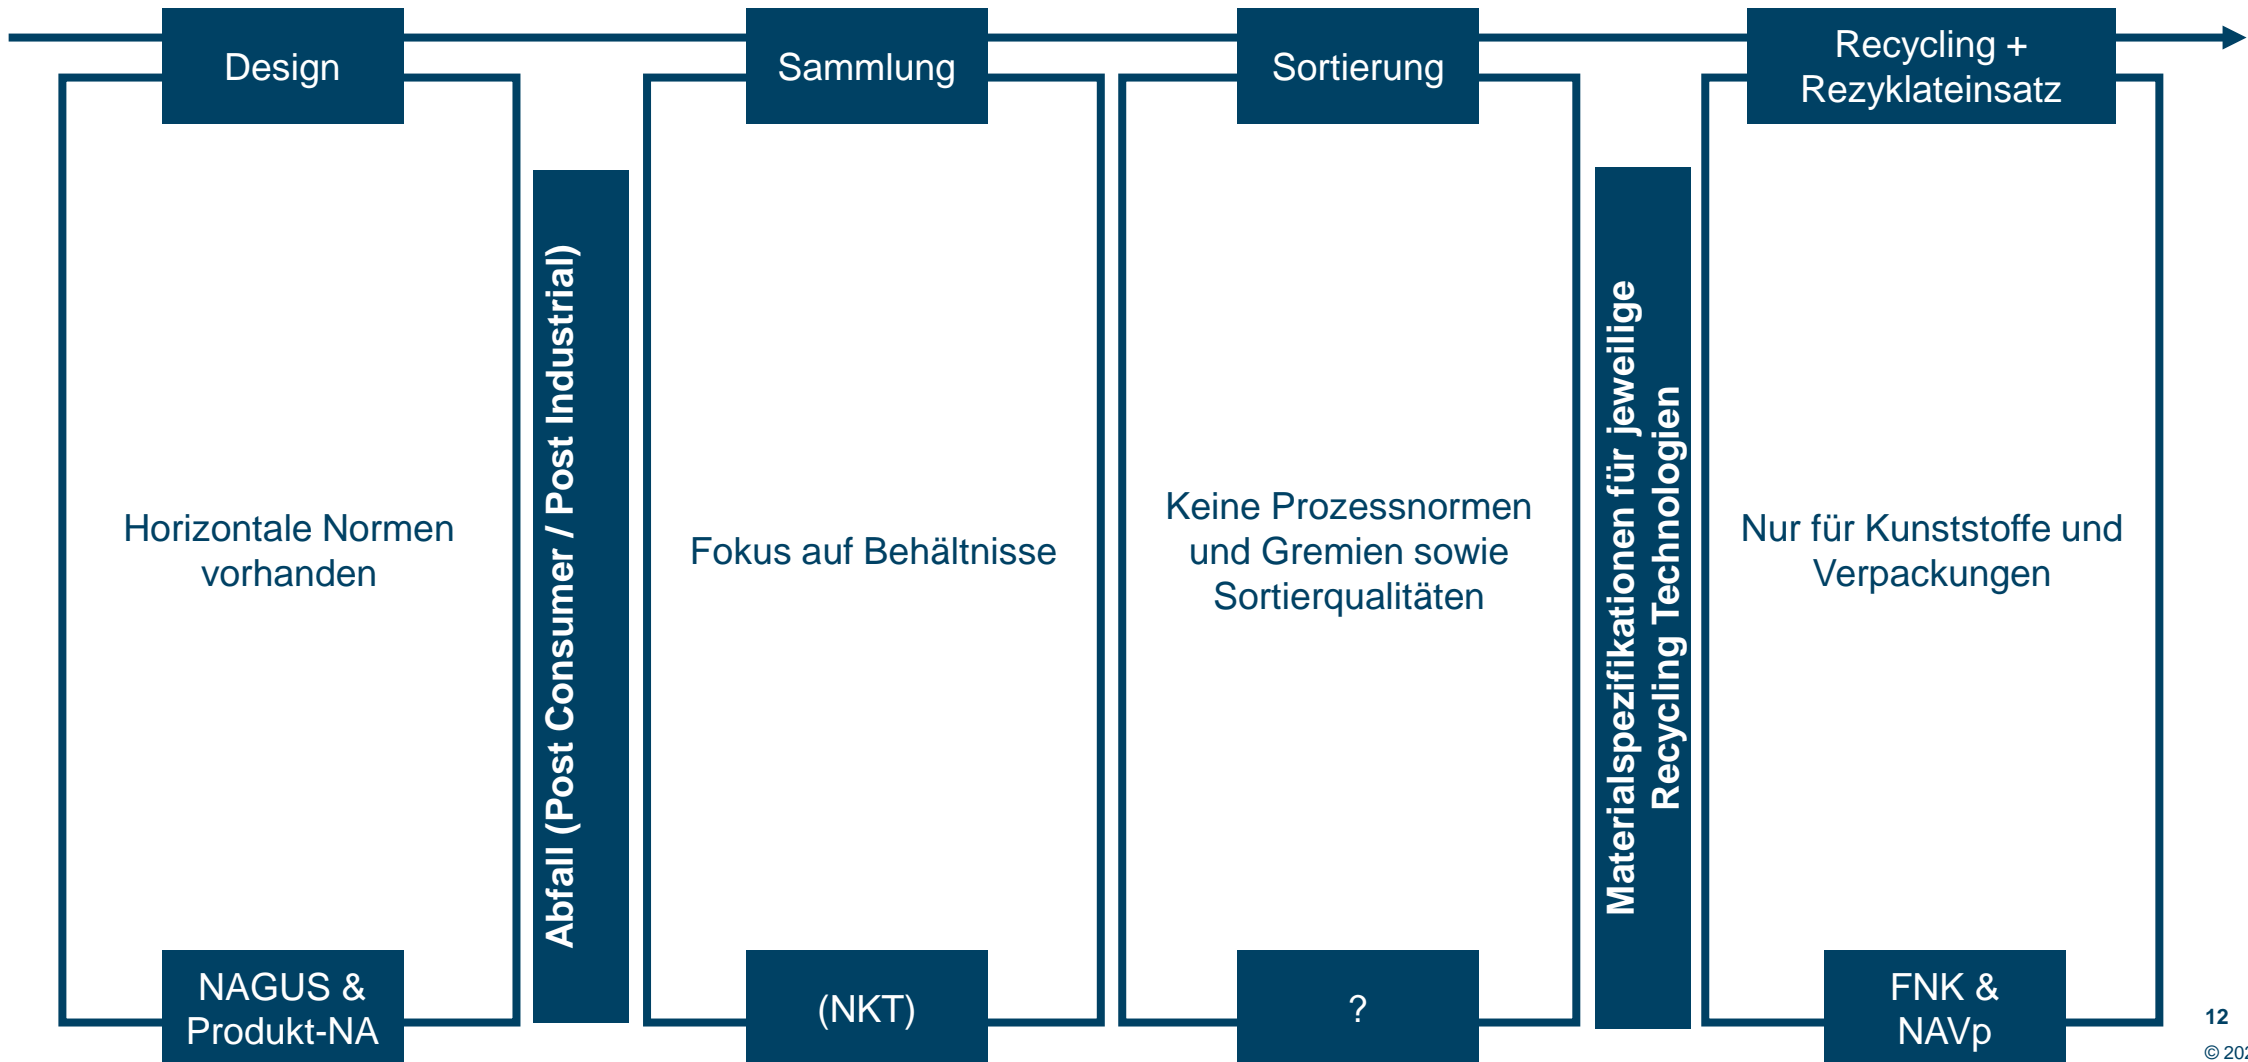 Design
Sammlung
Sortierung
Recycling +
Rezyklateinsatz
Horizontale Normen
vorhanden
NAGUS &
Produkt-NA
Abfall (Post Consumer / Post Industrial)
Fokus auf Behältnisse
(NKT)
Keine Prozessnormen
und Gremien sowie
Sortierqualitäten
?
Materialspezifikationen für jeweilige
Recycling Technologien
Nur für Kunststoffe und
Verpackungen
FNK &
NAVp
12
© 202